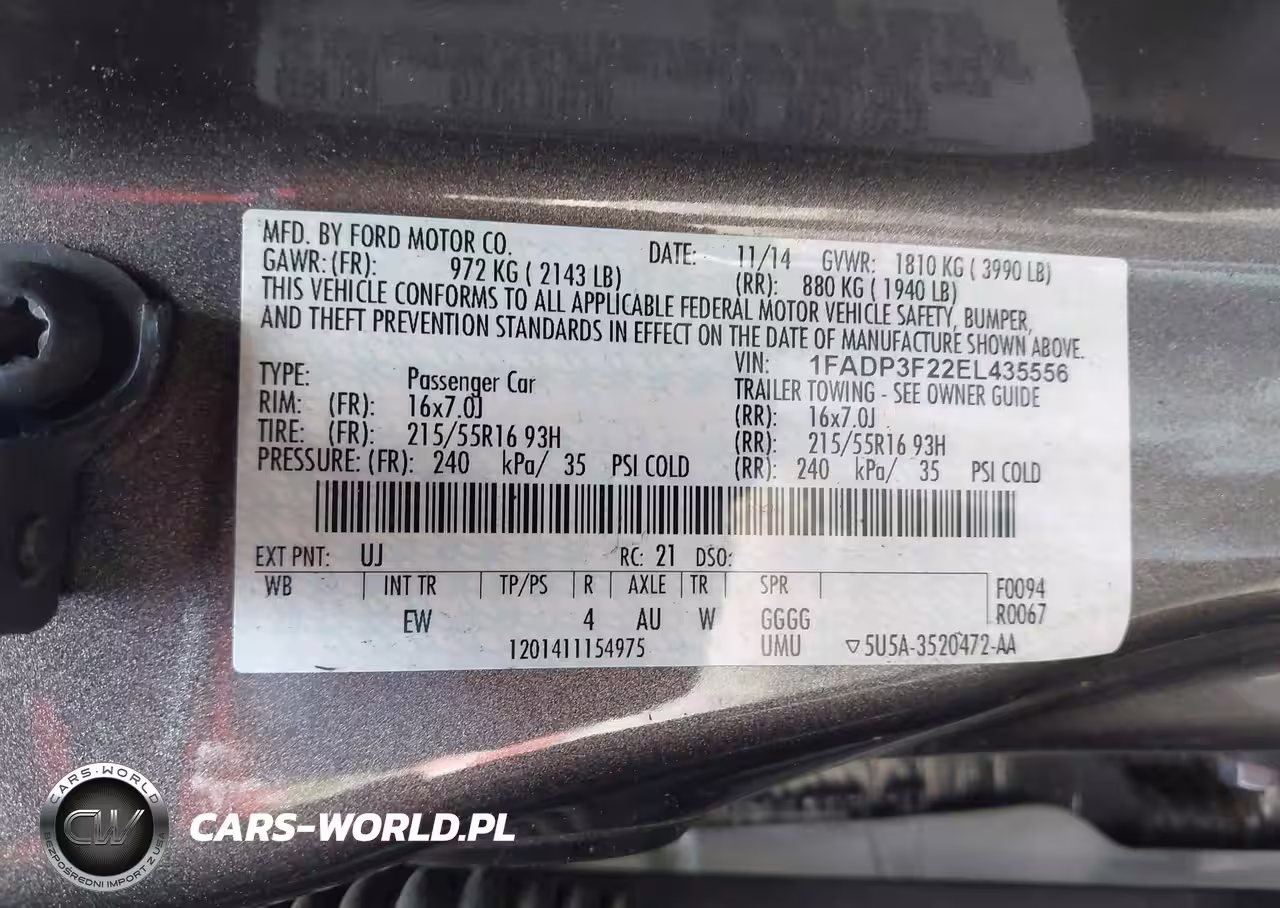 MFD. BY FORD MOTOR CO. DATE: 11/14 GVWR: 1810 KG ( 3990 LB)
GAWR: (FR): 972 KG ( 2143 LB) (RR): 880 KG ( 1940 LB)
THIS VEHICLE CONFORMS TO ALL APPLICABLE FEDERAL MOTOR VEHICLE SAFETY, BUMPER,
AND THEFT PREVENTION STANDARDS IN EFFECT ON THE DATE OF MANUFACTURE SHOWN ABOVE.
VIN: 1FADP3F22EL435556
TYPE: Passenger Car TRAILER TOWING - SEE OWNER GUIDE
RIM: (FR): 16x7.0J (RR): 16x7.0J
TIRE: (FR): 215/55R16 93H (RR): 215/55R16 93H
PRESSURE: (FR): 240 kPa/ 35 PSI COLD (RR): 240 kPa/ 35 PSI COLD
EXT PNT: UJ RC: 21 DSO:
WB INT TR TP/PS R AXLE TR SPR F0094
EW 4 AU W GGGG R0067
1201411154975 UMU ▽5U5A-3520472-AA
CARS-WORLD
CW
BEZPOŚREDNI IMPORT Z USA
CARS-WORLD.PL